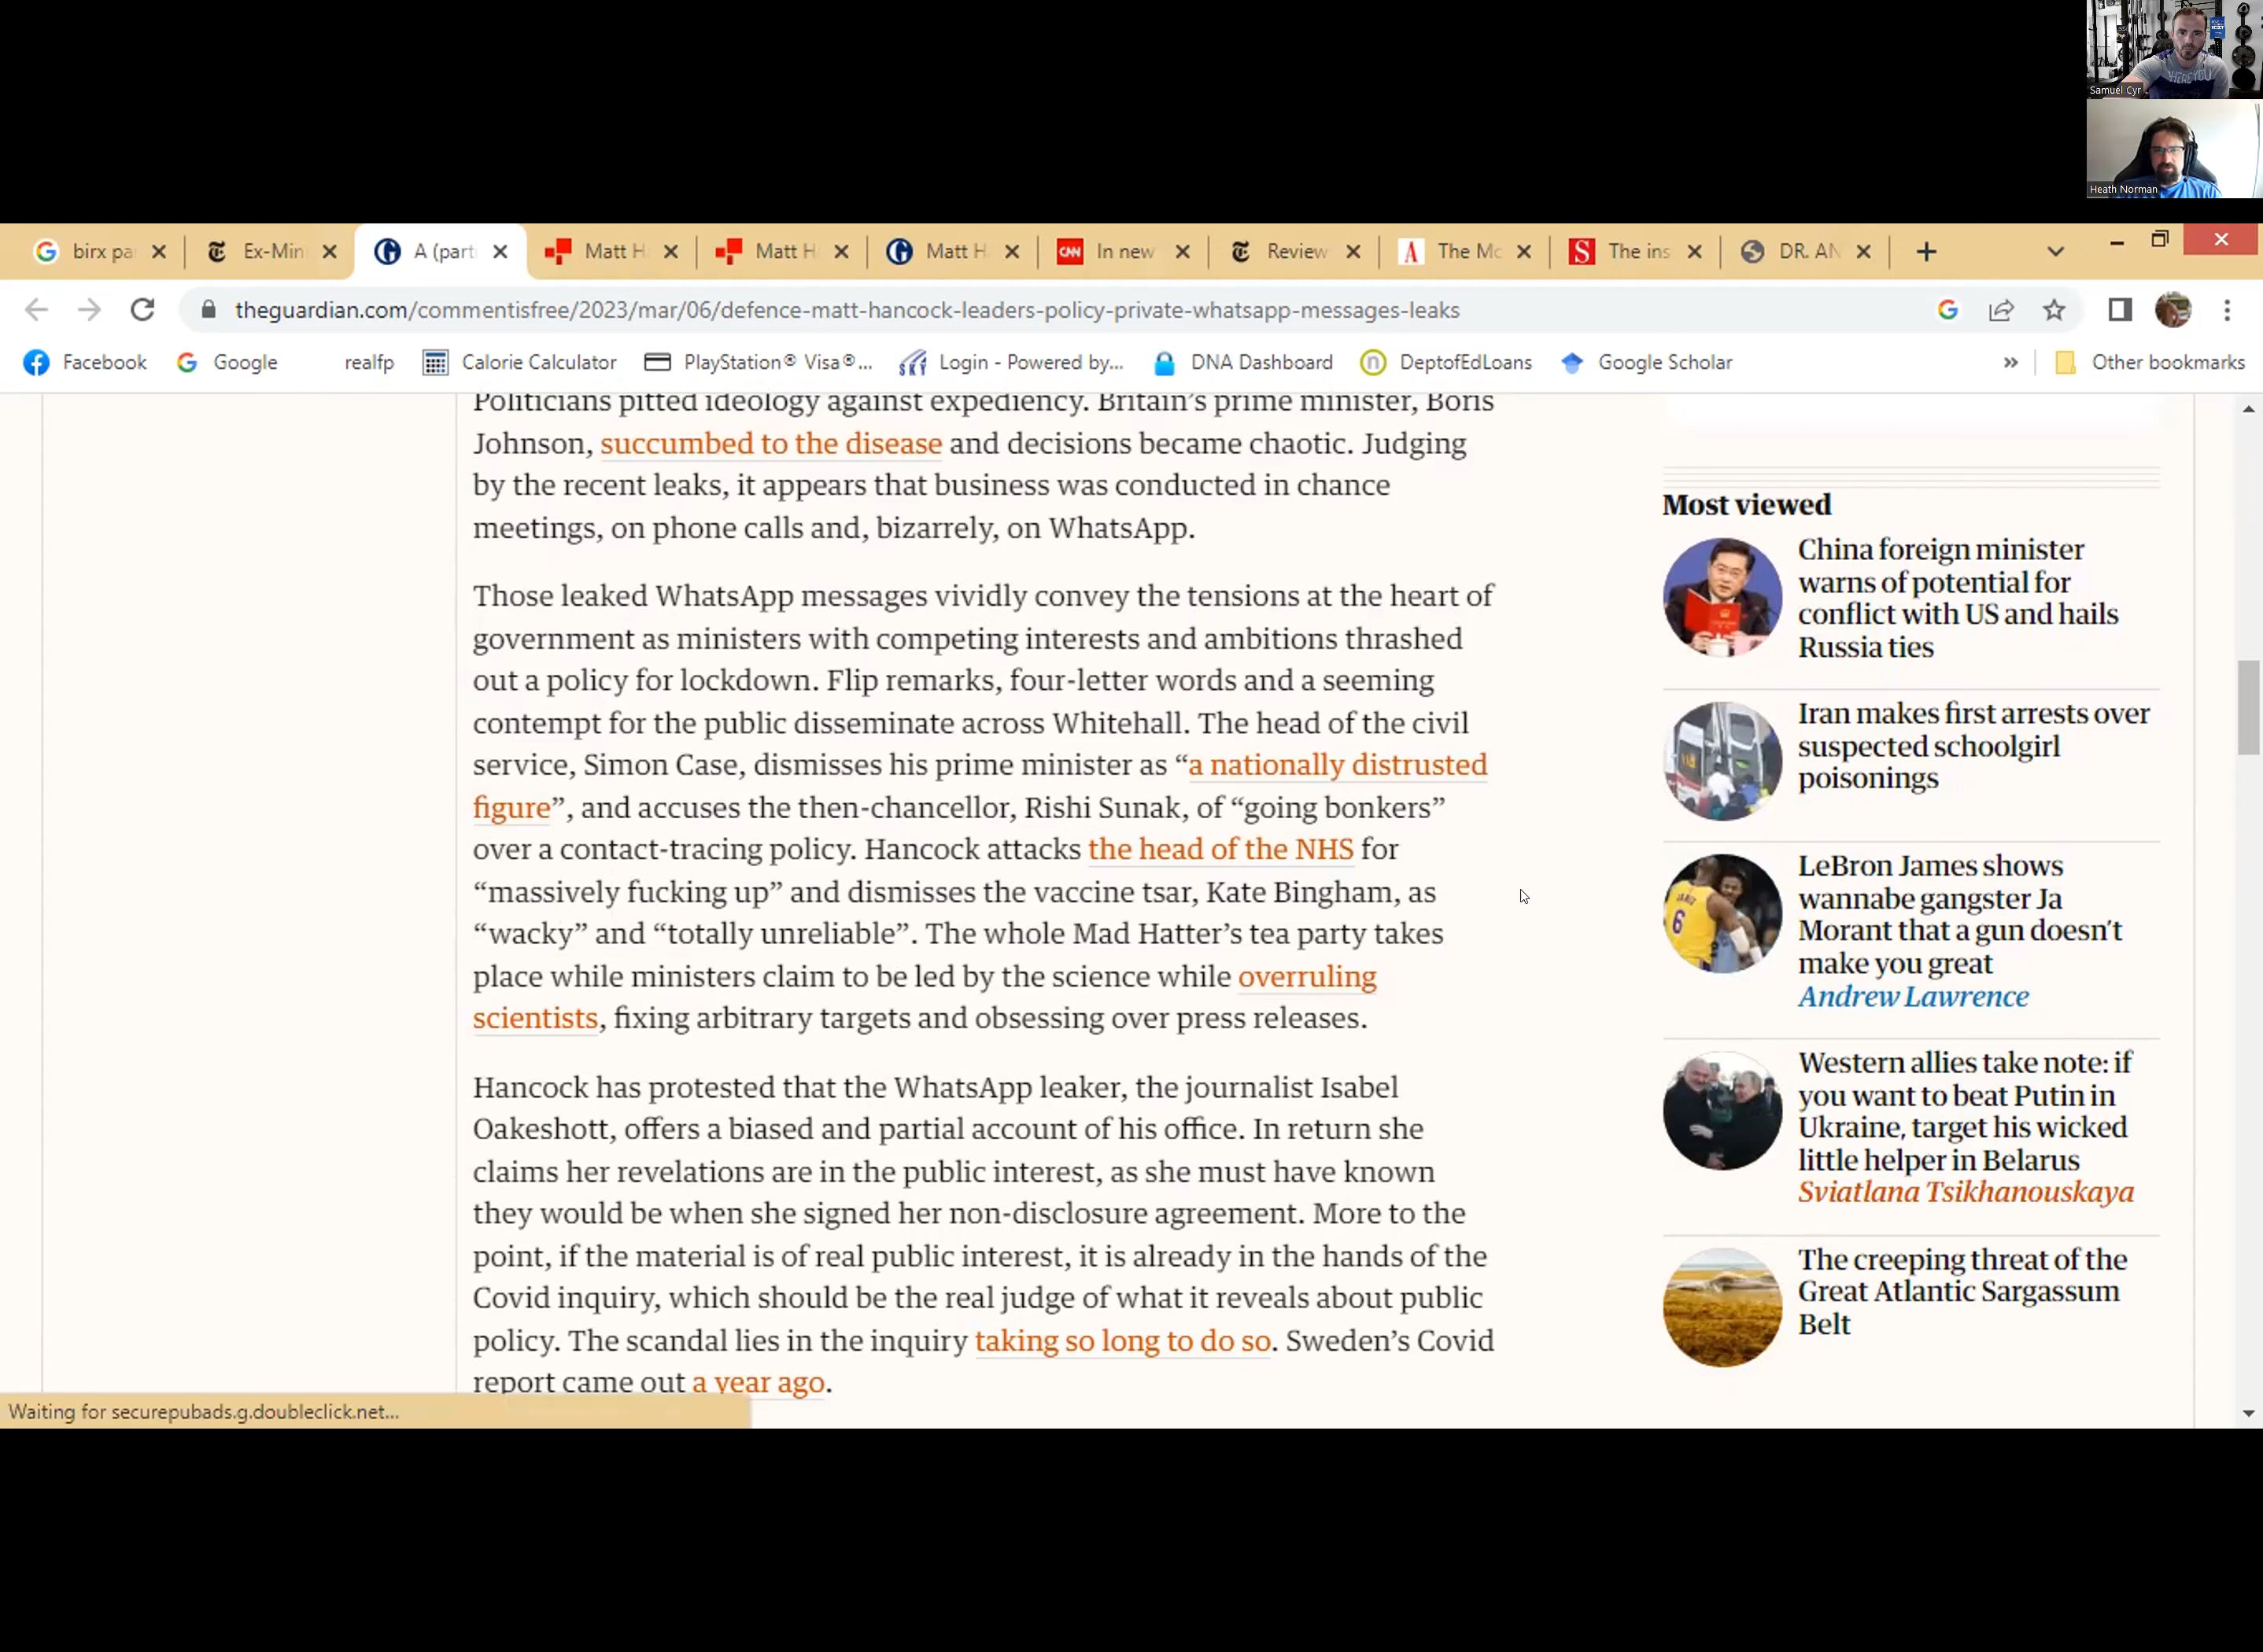 Samuel Cyr
Heath Norman
birx pa
Ex-Min
A (part
Matt H
Matt H
Matt H
CNN In new
Review
A The Mc
S The ins
DR. AN
theguardian.com/commentisfree/2023/mar/06/defence-matt-hancock-leaders-policy-private-whatsapp-messages-leaks
Facebook
Google
realfp
Calorie Calculator
PlayStation® Visa®...
Login - Powered by...
DNA Dashboard
DeptofEdLoans
Google Scholar
»
Other bookmarks
Politicians pitted ideology against expediency. Britain’s prime minister, Boris
Johnson, succumbed to the disease and decisions became chaotic. Judging
by the recent leaks, it appears that business was conducted in chance
meetings, on phone calls and, bizarrely, on WhatsApp.
Those leaked WhatsApp messages vividly convey the tensions at the heart of
government as ministers with competing interests and ambitions thrashed
out a policy for lockdown. Flip remarks, four-letter words and a seeming
contempt for the public disseminate across Whitehall. The head of the civil
service, Simon Case, dismisses his prime minister as “a nationally distrusted
figure”, and accuses the then-chancellor, Rishi Sunak, of “going bonkers”
over a contact-tracing policy. Hancock attacks the head of the NHS for
“massively fucking up” and dismisses the vaccine tsar, Kate Bingham, as
“wacky” and “totally unreliable”. The whole Mad Hatter’s tea party takes
place while ministers claim to be led by the science while overruling
scientists, fixing arbitrary targets and obsessing over press releases.
Hancock has protested that the WhatsApp leaker, the journalist Isabel
Oakeshott, offers a biased and partial account of his office. In return she
claims her revelations are in the public interest, as she must have known
they would be when she signed her non-disclosure agreement. More to the
point, if the material is of real public interest, it is already in the hands of the
Covid inquiry, which should be the real judge of what it reveals about public
policy. The scandal lies in the inquiry taking so long to do so. Sweden’s Covid
report came out a year ago.
Most viewed
China foreign minister
warns of potential for
conflict with US and hails
Russia ties
Iran makes first arrests over
suspected schoolgirl
poisonings
LeBron James shows
wannabe gangster Ja
Morant that a gun doesn’t
make you great
Andrew Lawrence
Western allies take note: if
you want to beat Putin in
Ukraine, target his wicked
little helper in Belarus
Sviatlana Tsikhanouskaya
The creeping threat of the
Great Atlantic Sargassum
Belt
Waiting for securepubads.g.doubleclick.net...